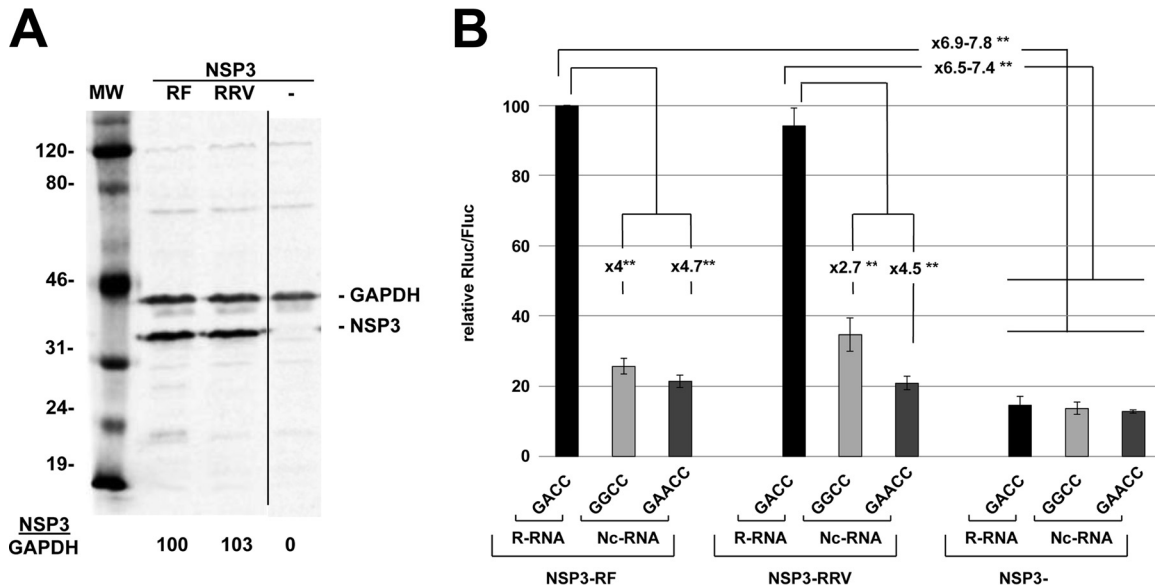 A
NSP3
MW RF RRV -
120-
80-
46-
- GAPDH
- NSP3
31-
24-
19-
NSP3
GAPDH 100 103 0
B
x6.9-7.8 **
x6.5-7.4 **
relative Rluc/Fluc
100
80
60
40
20
0
x4** x4.7** x2.7 ** x4.5 **
GACC GGCC GAACC GACC GGCC GAACC GACC GGCC GAACC
R-RNA Nc-RNA R-RNA Nc-RNA R-RNA Nc-RNA
NSP3-RF NSP3-RRV NSP3-